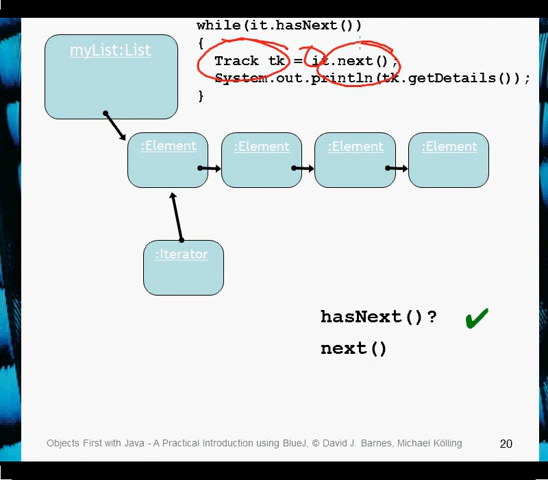 while(it.hasNext())
{
Track tk = it.next();
System.out.println(tk.getDetails());
}
myList:List
:Element
:Element
:Element
:Element
:Iterator
hasNext()?
next()
Objects First with Java - A Practical Introduction using BlueJ, © David J. Barnes, Michael Kölling
20